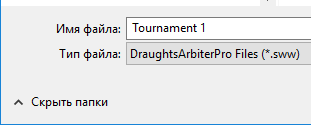 Имя файла: Tournament 1
Тип файла: DraughtsArbiterPro Files (*.sww)
Скрыть папки